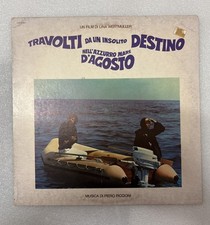 UN FILM DI LINA WERTMULLER
TRAVOLTI DA UN INSOLITO DESTINO
NELL'AZZURRO MARE
D'AGOSTO
MUSICA DI PIERO PICCIONI